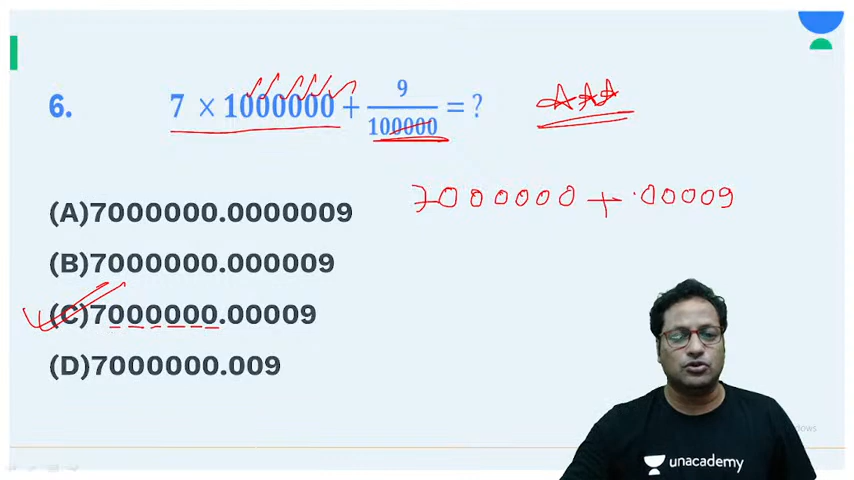 6. 7 × 1000000 + 9/100000 = ?
7000000 + .00009
(A)7000000.0000009
(B)7000000.000009
(C)7000000.00009
(D)7000000.009
unacademy